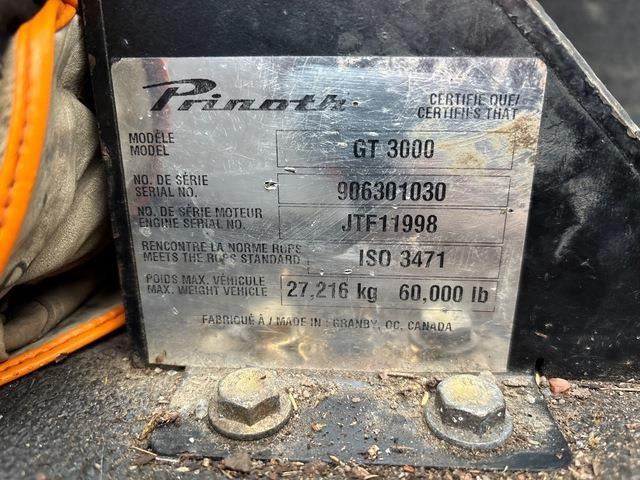 Prinoth
CERTIFIE QUE/
CERTIFIES THAT
MODÈLE
MODEL
GT 3000
NO. DE SÉRIE
SERIAL NO.
906301030
NO. DE SÉRIE MOTEUR
ENGINE SERIAL NO.
JTF11998
RENCONTRE LA NORME ROPS
MEETS THE ROPS STANDARD
ISO 3471
POIDS MAX. VÉHICULE
MAX. WEIGHT VEHICLE
27,216 kg 60,000 lb
FABRIQUÉ À / MADE IN : GRANBY, QC, CANADA